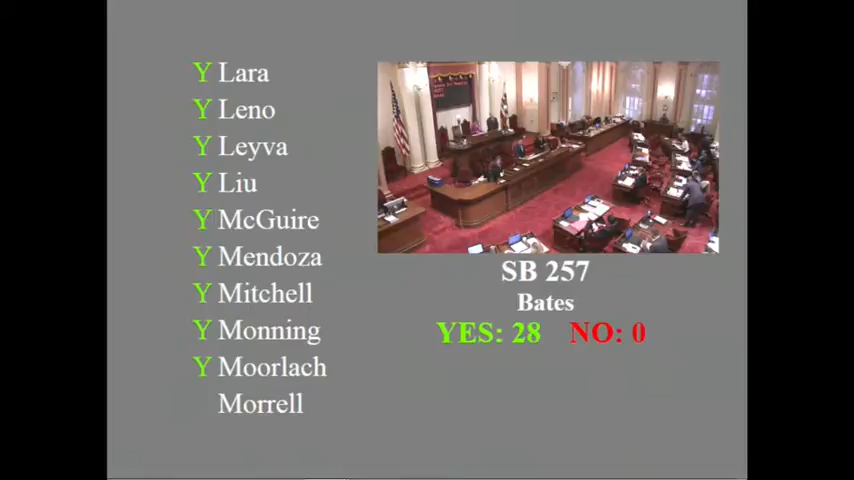 Y Lara
Y Leno
Y Leyva
Y Liu
Y McGuire
Y Mendoza
Y Mitchell
Y Monning
Y Moorlach
Morrell
SB 257
Bates
YES: 28 NO: 0